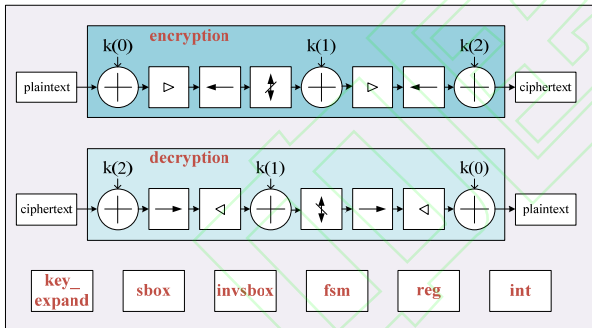 encryption
k(0) k(1) k(2)
plaintext ciphertext
decryption
k(2) k(1) k(0)
ciphertext plaintext
key_
expand sbox invsbox fsm reg int